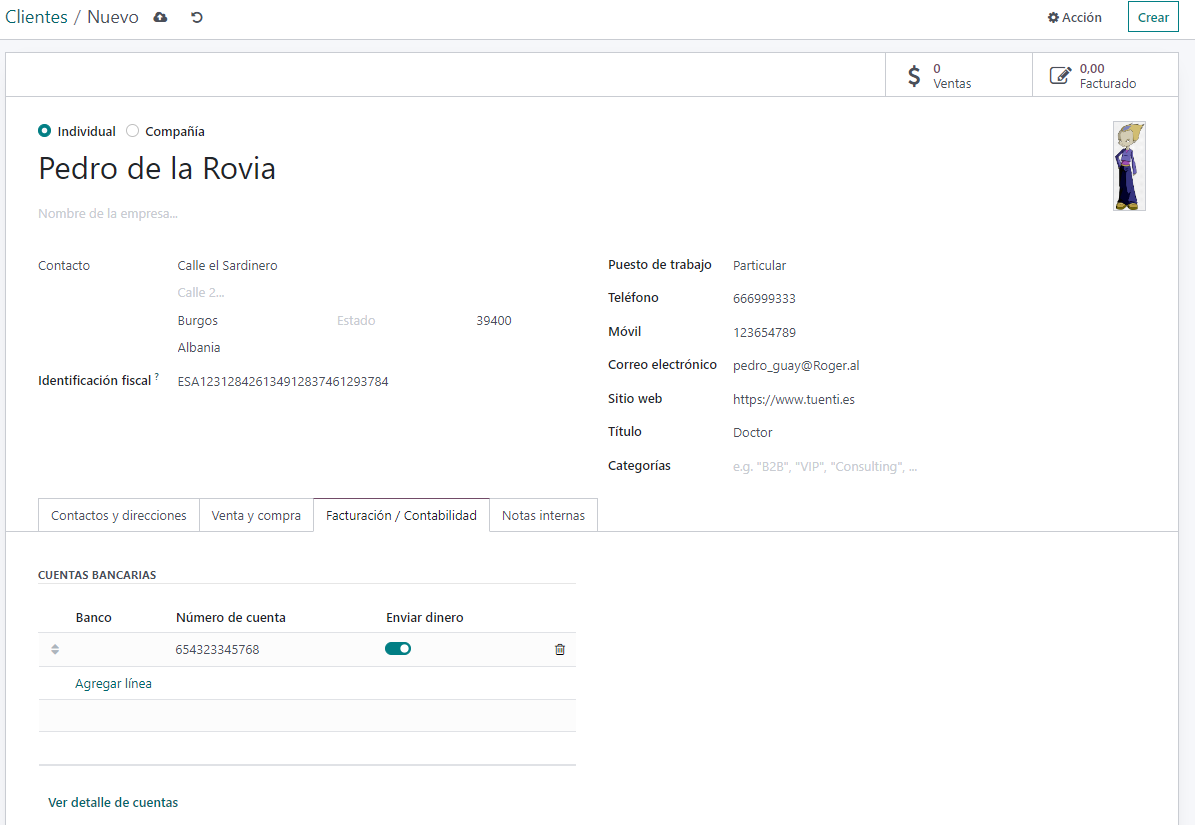 Clientes / Nuevo
Acción
Crear
0
Ventas
0,00
Facturado
Individual Compañía
Pedro de la Rovia
Nombre de la empresa...
Contacto
Calle el Sardinero
Calle 2...
Burgos Estado 39400
Albania
Identificación fiscal ? ESA123128426134912837461293784
Puesto de trabajo Particular
Teléfono 666999333
Móvil 123654789
Correo electrónico pedro_guay@Roger.al
Sitio web https://www.tuenti.es
Título Doctor
Categorías e.g. "B2B", "VIP", "Consulting", ...
Contactos y direcciones Venta y compra Facturación / Contabilidad Notas internas
CUENTAS BANCARIAS
Banco Número de cuenta Enviar dinero
654323345768
Agregar línea
Ver detalle de cuentas